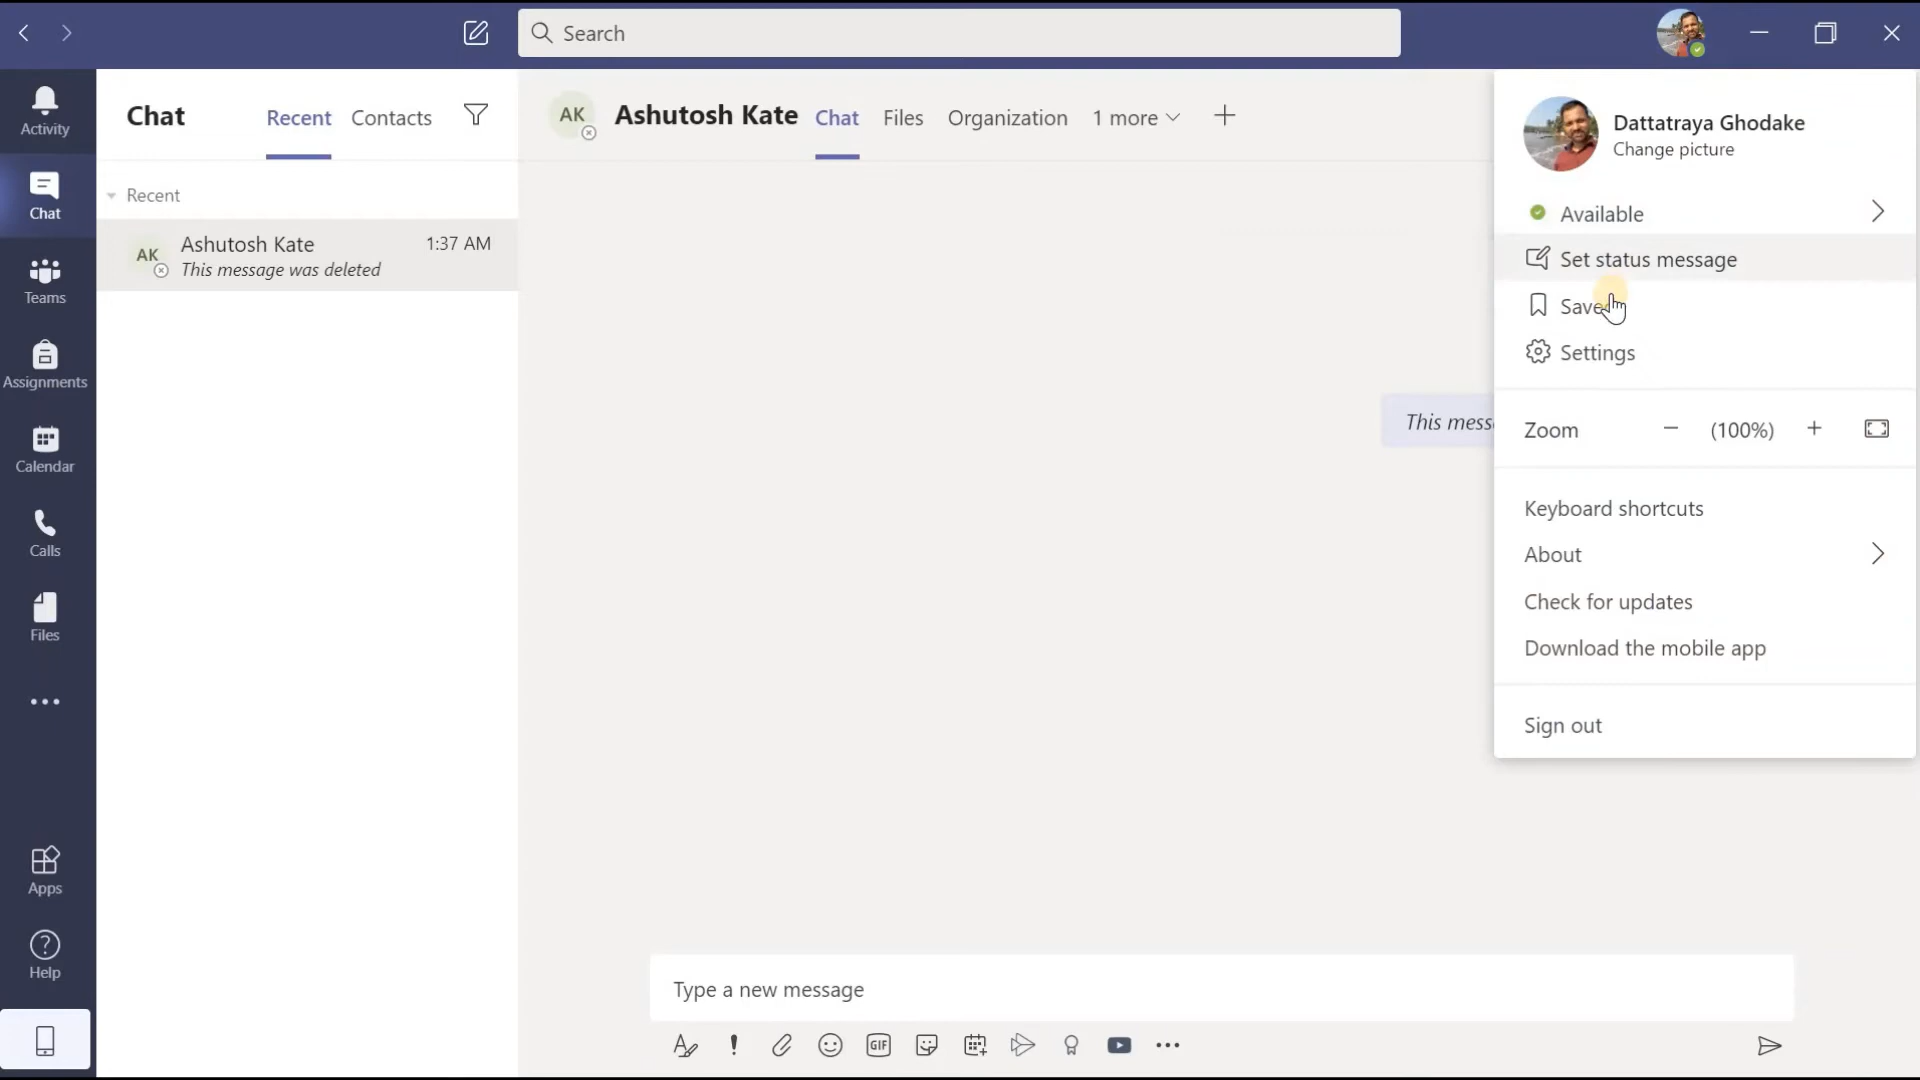 Search
Activity
Chat
Teams
Assignments
Calendar
Calls
Files
Apps
Help
Chat
Recent
Contacts
Recent
AK
Ashutosh Kate
1:37 AM
This message was deleted
AK
Ashutosh Kate
Chat
Files
Organization
1 more
This mess
Type a new message
GIF
Dattatraya Ghodake
Change picture
Available
Set status message
Save
Settings
Zoom
(100%)
Keyboard shortcuts
About
Check for updates
Download the mobile app
Sign out